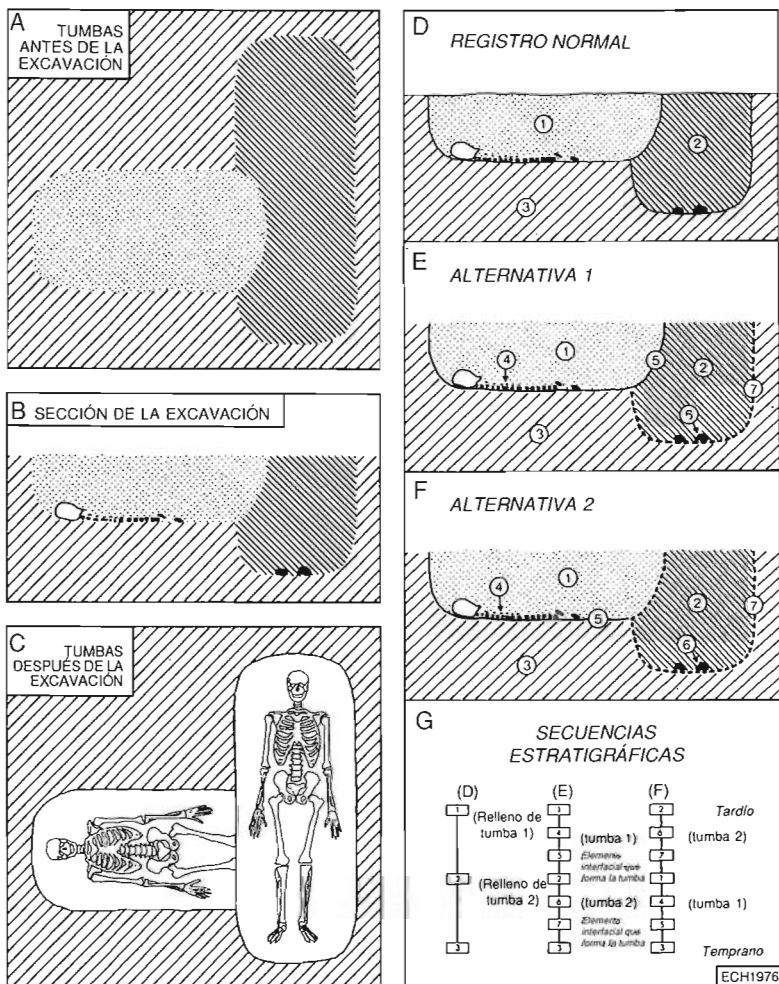 A
TUMBAS
ANTES DE LA
EXCAVACIÓN
B SECCIÓN DE LA EXCAVACIÓN
C
TUMBAS
DESPUÉS DE LA
EXCAVACIÓN
D
REGISTRO NORMAL
1
2
3
E
ALTERNATIVA 1
1
4
5
2
7
5
3
F
ALTERNATIVA 2
1
4
2
7
5
6
3
G
SECUENCIAS
ESTRATIGRÁFICAS
(D) (E) (F)
1 (Relleno de 2 Tardío
tumba 1) 4 (tumba 1) 6 (tumba 2)
5 Elemento 7
interfacial que
2 2 forma la tumba 1
(Relleno de 6 (tumba 2) 4 (tumba 1)
tumba 2) 7 Elemento 5
interfacial que
3 3 forma la tumba 3 Temprano
ECH1976